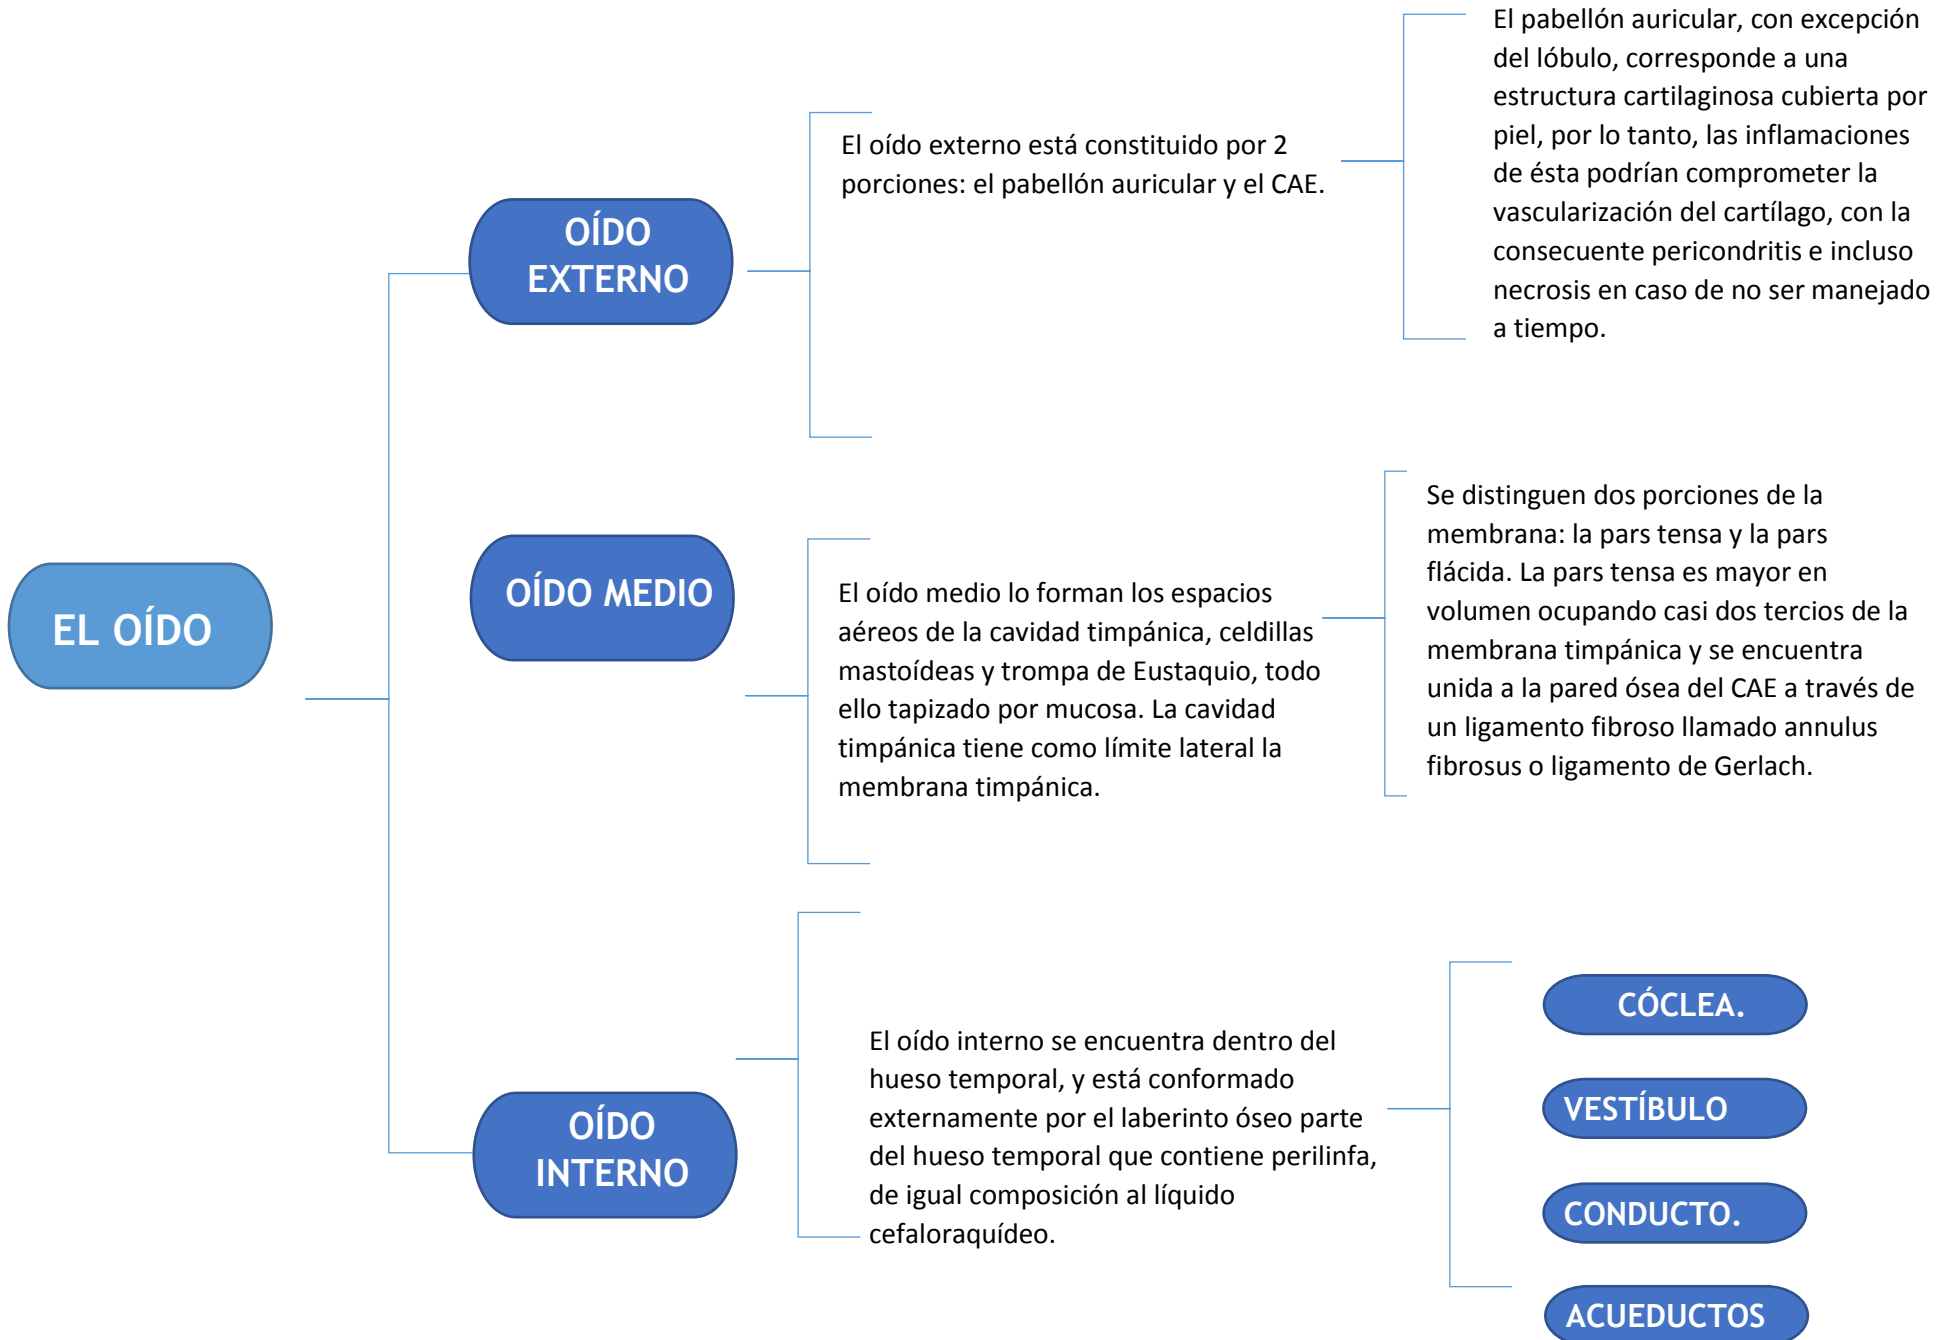 EL OÍDO
OÍDO
EXTERNO
El oído externo está constituido por 2
porciones: el pabellón auricular y el CAE.
El pabellón auricular, con excepción
del lóbulo, corresponde a una
estructura cartilaginosa cubierta por
piel, por lo tanto, las inflamaciones
de ésta podrían comprometer la
vascularización del cartílago, con la
consecuente pericondritis e incluso
necrosis en caso de no ser manejado
a tiempo.
OÍDO MEDIO
El oído medio lo forman los espacios
aéreos de la cavidad timpánica, celdillas
mastoídeas y trompa de Eustaquio, todo
ello tapizado por mucosa. La cavidad
timpánica tiene como límite lateral la
membrana timpánica.
Se distinguen dos porciones de la
membrana: la pars tensa y la pars
flácida. La pars tensa es mayor en
volumen ocupando casi dos tercios de la
membrana timpánica y se encuentra
unida a la pared ósea del CAE a través de
un ligamento fibroso llamado annulus
fibrosus o ligamento de Gerlach.
OÍDO
INTERNO
El oído interno se encuentra dentro del
hueso temporal, y está conformado
externamente por el laberinto óseo parte
del hueso temporal que contiene perilinfa,
de igual composición al líquido
cefaloraquídeo.
CÓCLEA.
VESTÍBULO
CONDUCTO.
ACUEDUCTOS